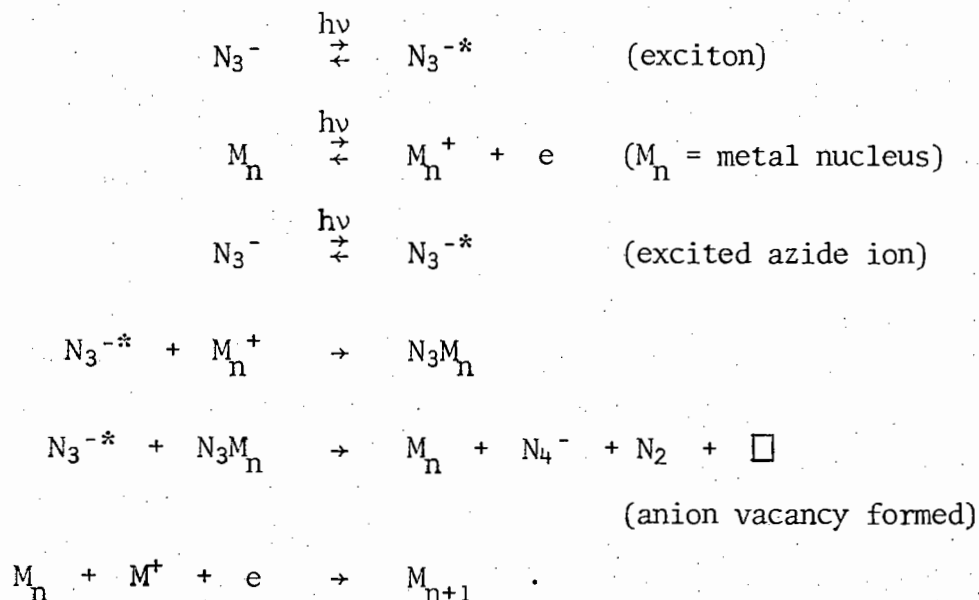 hν
N₃⁻ ⇄ N₃⁻* (exciton)
hν
Mₙ ⇄ Mₙ⁺ + e (Mₙ = metal nucleus)
hν
N₃⁻ ⇄ N₃⁻* (excited azide ion)
N₃⁻* + Mₙ⁺ → N₃Mₙ
N₃⁻* + N₃Mₙ → Mₙ + N₄⁻ + N₂ + □
(anion vacancy formed)
Mₙ + M⁺ + e → Mₙ₊₁ .